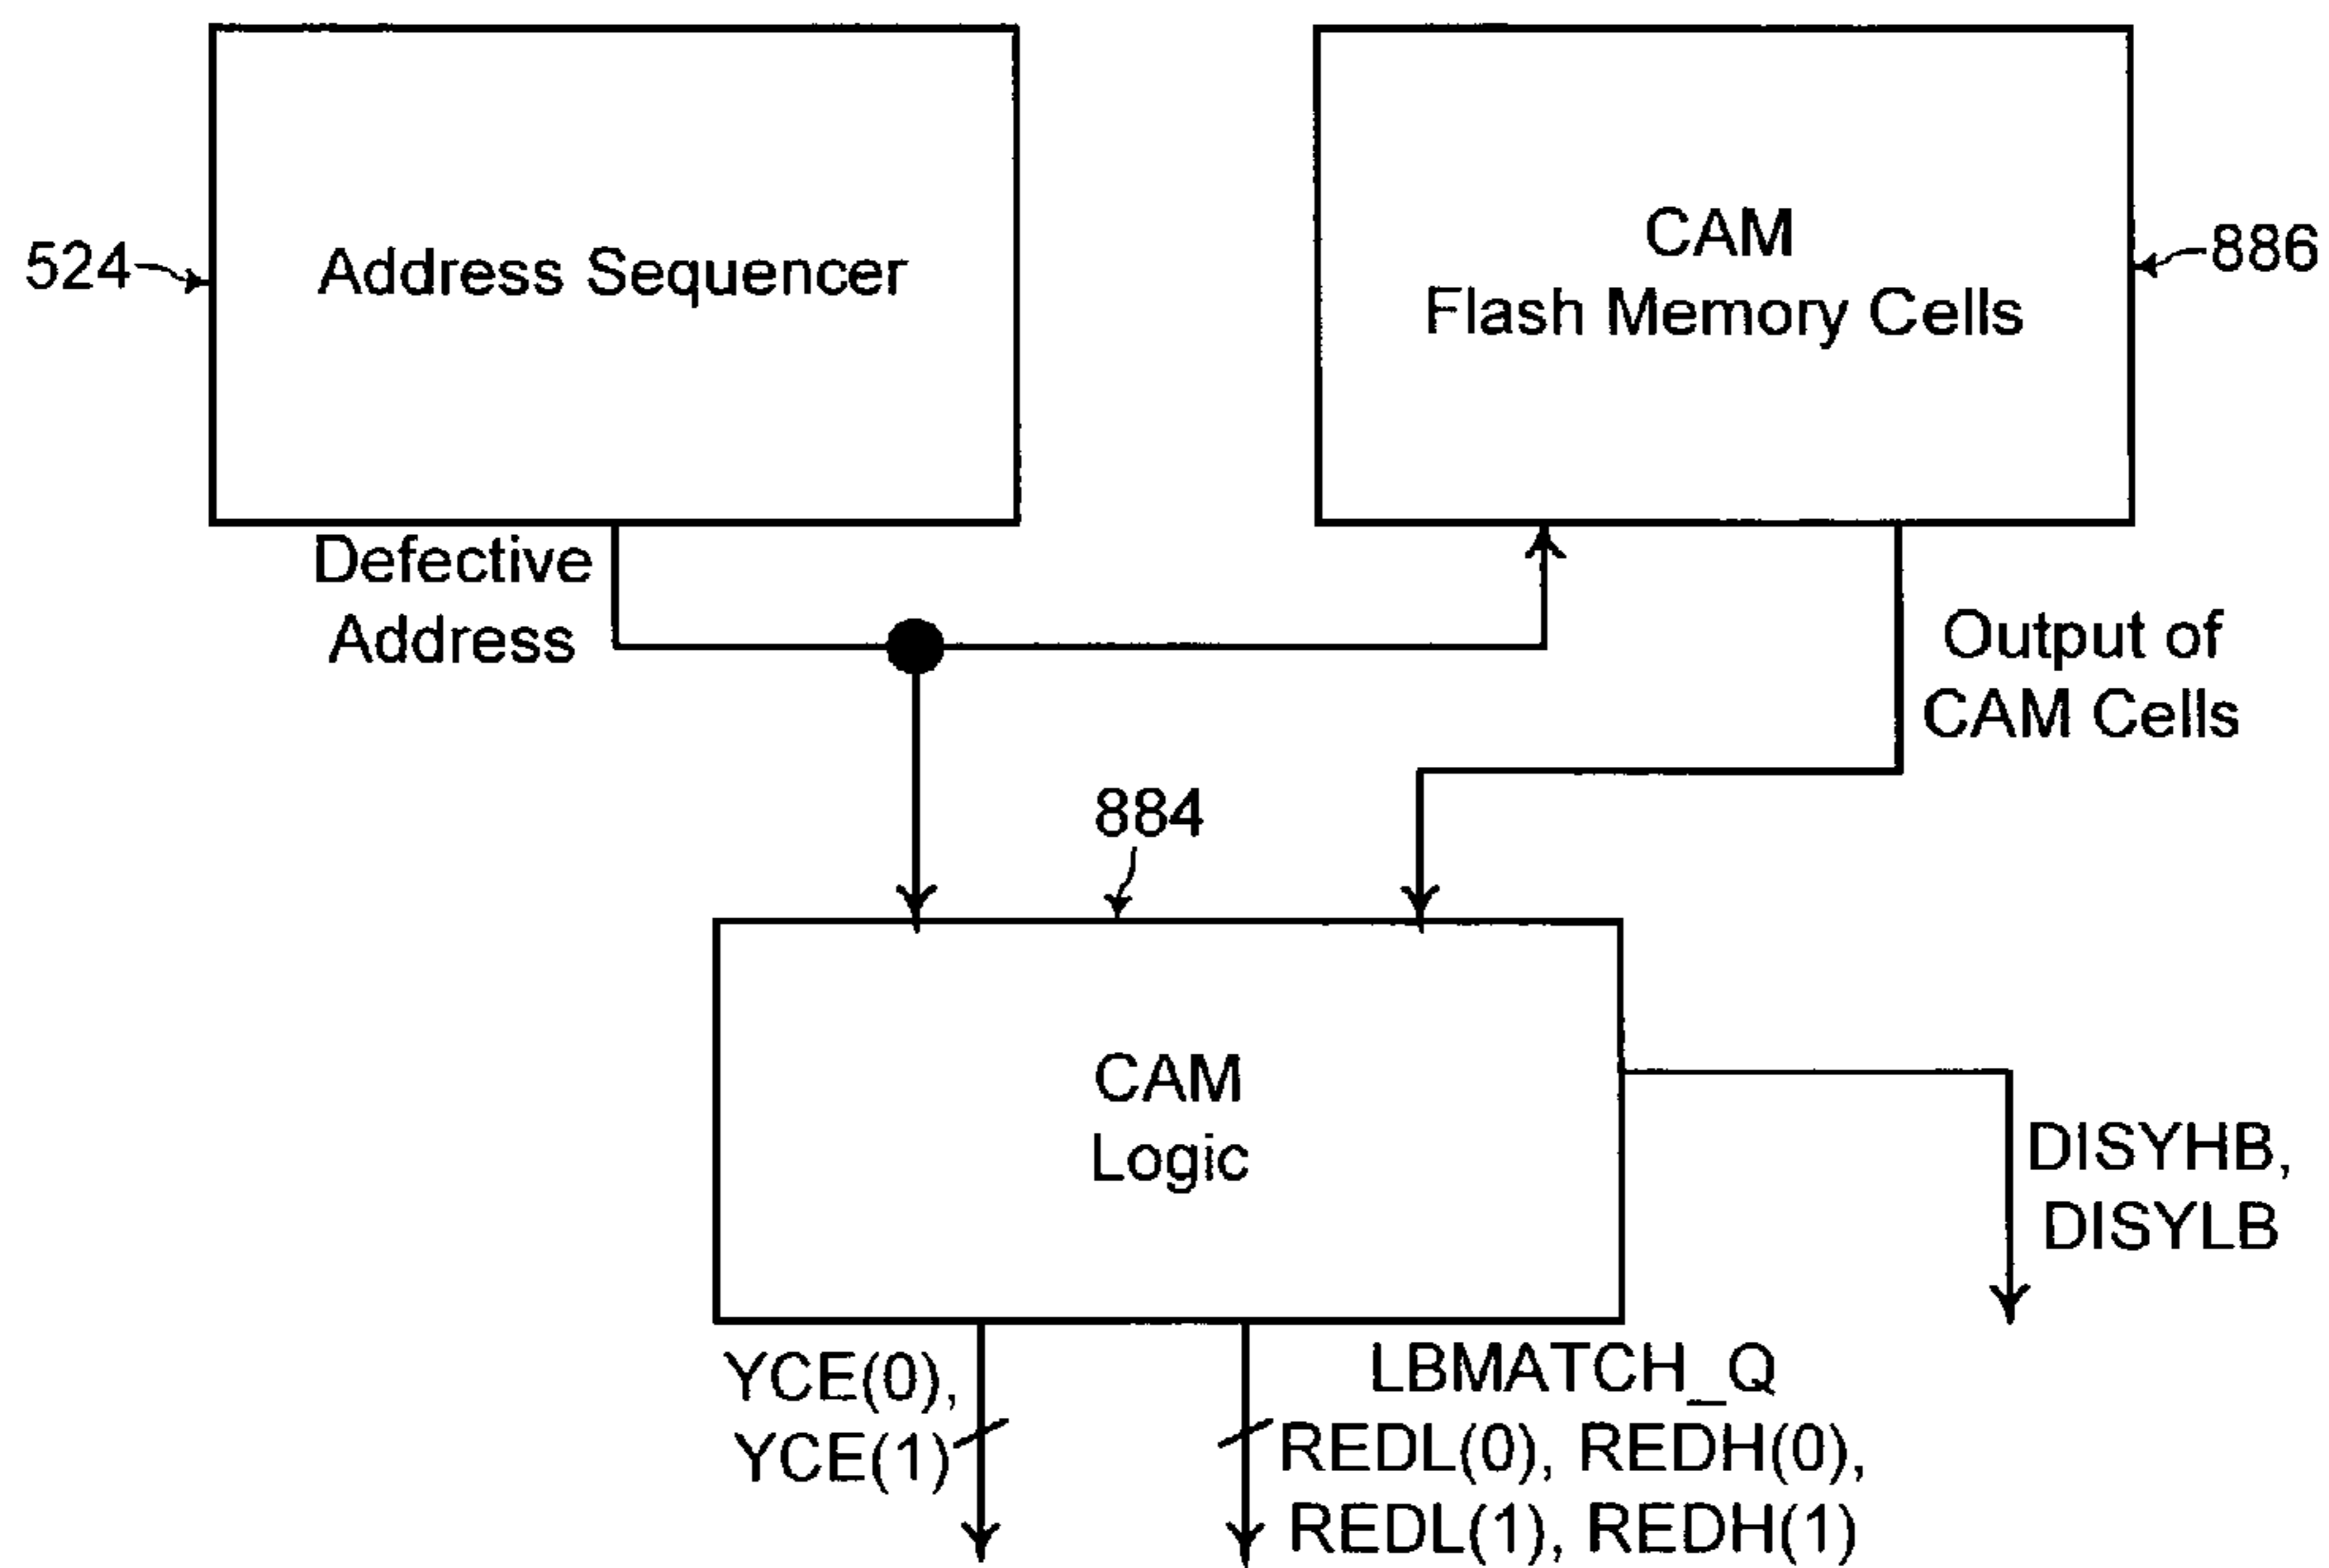 524
Address Sequencer
CAM
Flash Memory Cells
886
Defective
Address
Output of
CAM Cells
884
CAM
Logic
DISYHB,
DISYLB
YCE(0),
YCE(1)
LBMATCH_Q
REDL(0), REDH(0),
REDL(1), REDH(1)